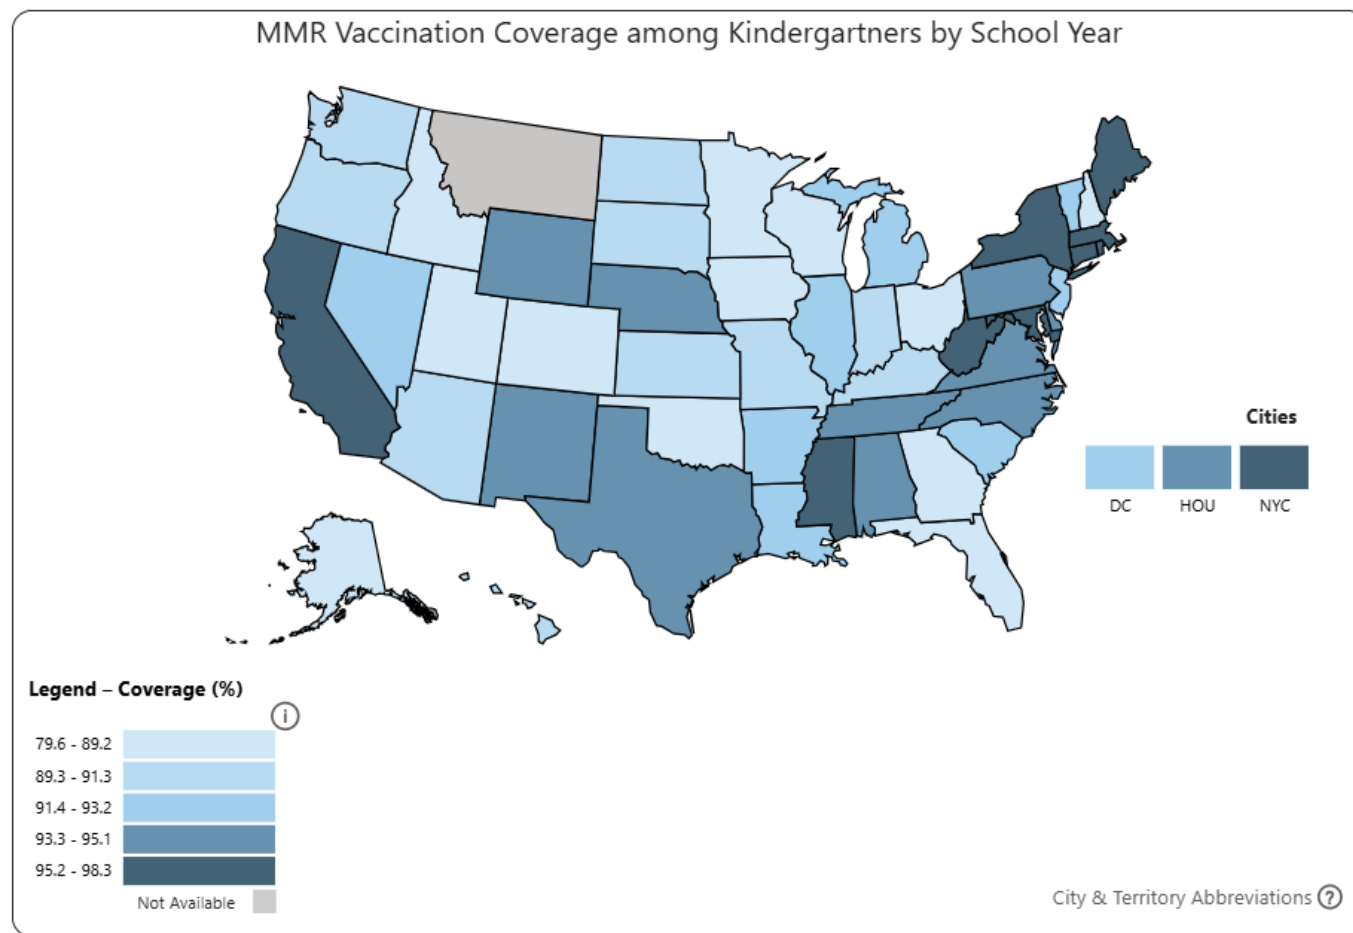 MMR Vaccination Coverage among Kindergartners by School Year
Cities
DC HOU NYC
Legend – Coverage (%)
i
79.6 - 89.2
89.3 - 91.3
91.4 - 93.2
93.3 - 95.1
95.2 - 98.3
Not Available
City & Territory Abbreviations ?